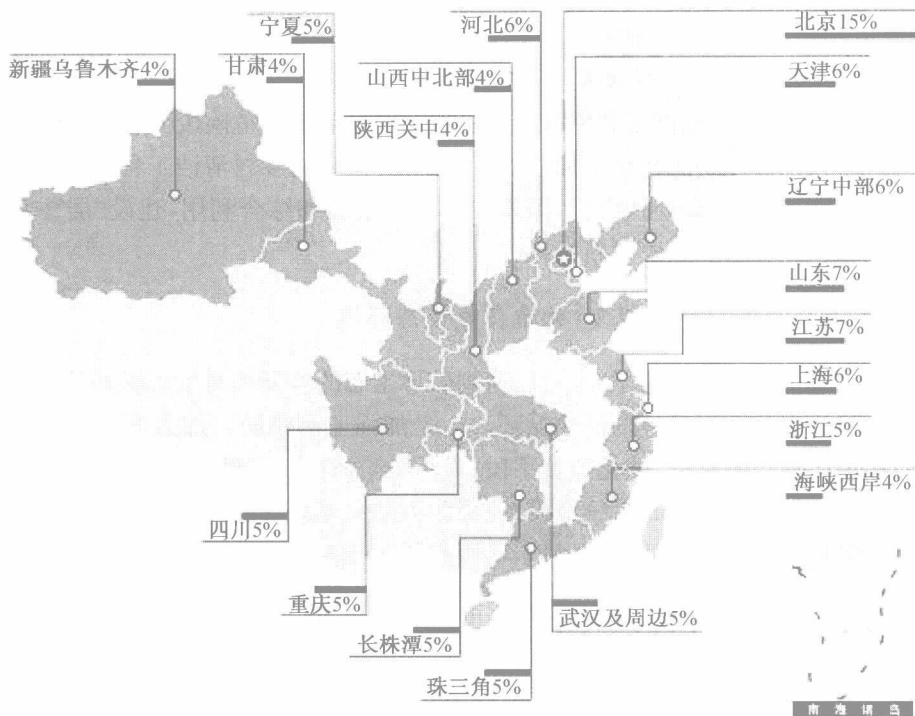 宁夏5%
河北6%
北京15%
新疆乌鲁木齐4%
甘肃4%
山西中北部4%
天津6%
陕西关中4%
辽宁中部6%
山东7%
江苏7%
上海6%
浙江5%
海峡西岸4%
四川5%
重庆5%
长株潭5%
武汉及周边5%
珠三角5%
南海诸岛